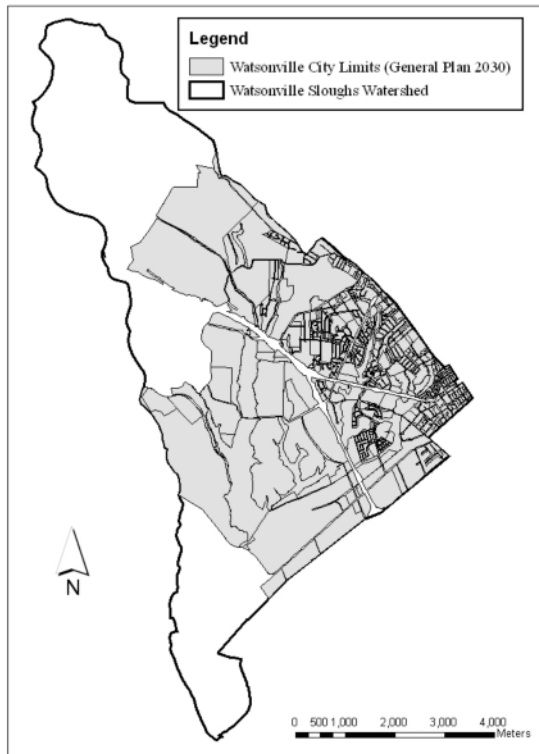 Legend
Watsonville City Limits (General Plan 2030)
Watsonville Sloughs Watershed
N
0 500 1,000 2,000 3,000 4,000
Meters